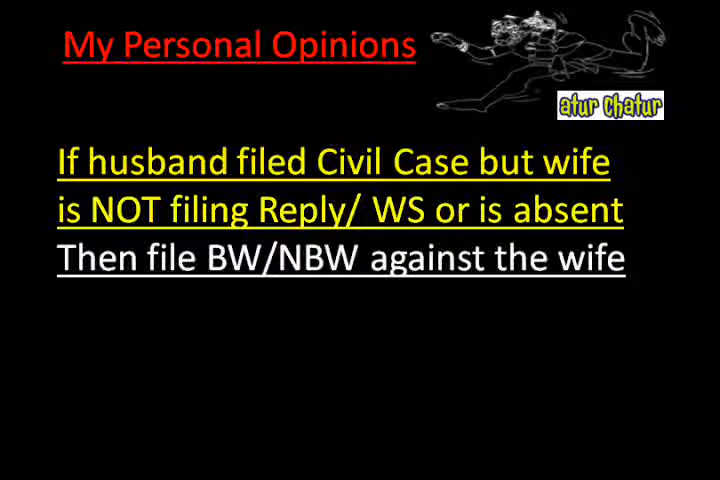 My Personal Opinions
atur chatur
If husband filed Civil Case but wife
is NOT filing Reply/ WS or is absent
Then file BW/NBW against the wife